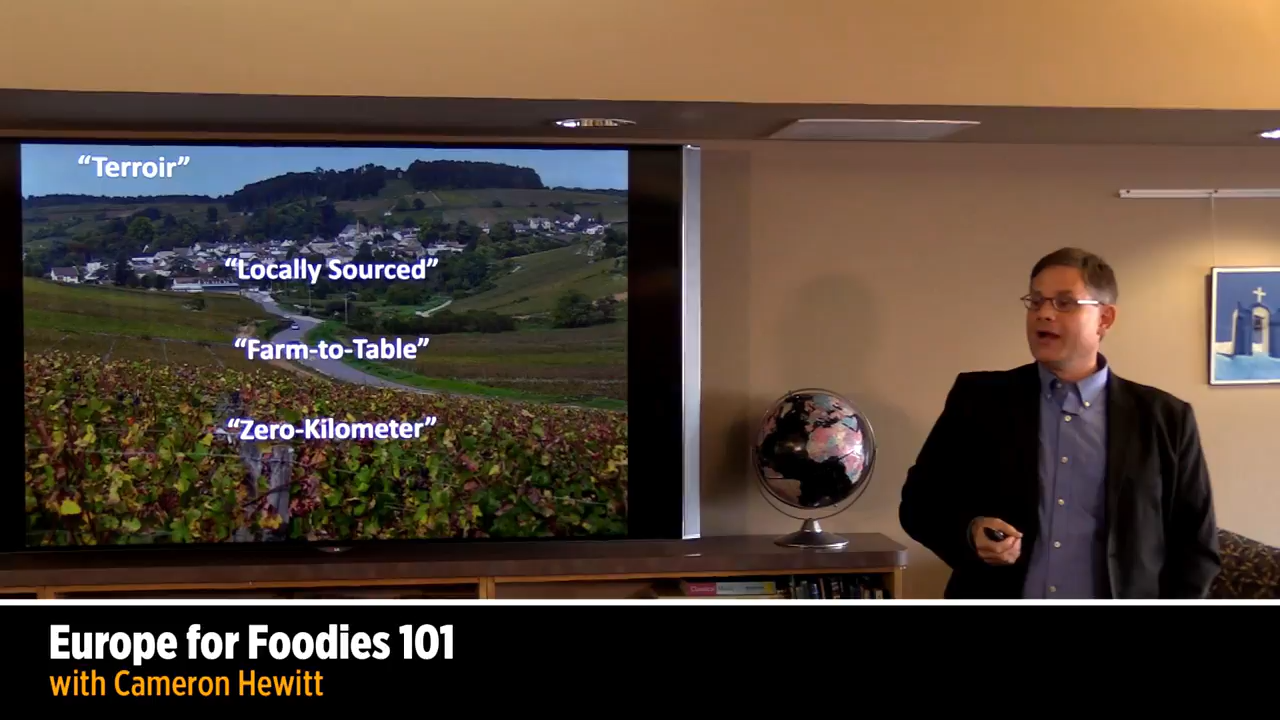 “Terroir”
“Locally Sourced”
“Farm-to-Table”
“Zero-Kilometer”
Europe for Foodies 101
with Cameron Hewitt